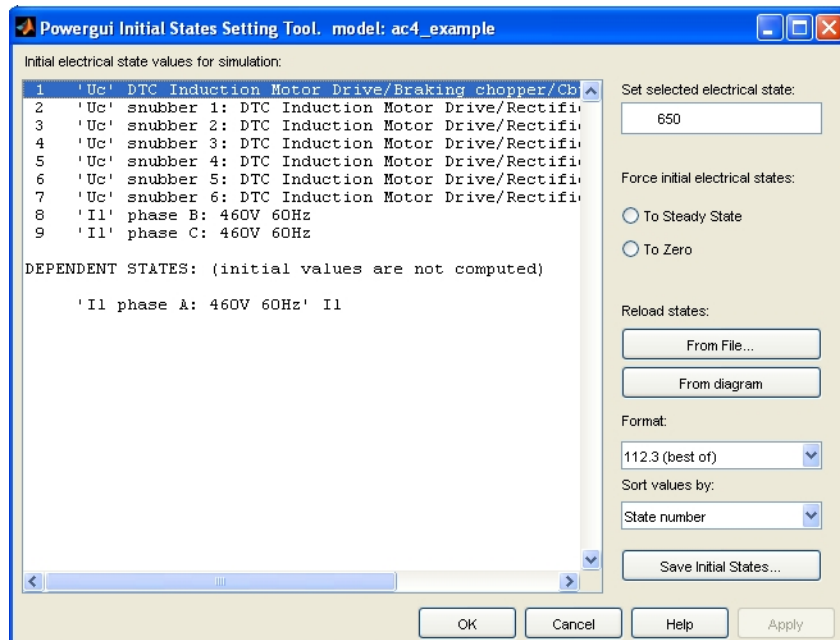 Powergui Initial States Setting Tool. model: ac4_example
Initial electrical state values for simulation:
1 'Uc' DTC Induction Motor Drive/Braking chopper/Cb
2 'Uc' snubber 1: DTC Induction Motor Drive/Rectifi
3 'Uc' snubber 2: DTC Induction Motor Drive/Rectifi
4 'Uc' snubber 3: DTC Induction Motor Drive/Rectifi
5 'Uc' snubber 4: DTC Induction Motor Drive/Rectifi
6 'Uc' snubber 5: DTC Induction Motor Drive/Rectifi
7 'Uc' snubber 6: DTC Induction Motor Drive/Rectifi
8 'Il' phase B: 460V 60Hz
9 'Il' phase C: 460V 60Hz
DEPENDENT STATES: (initial values are not computed)
'Il phase A: 460V 60Hz' Il
Set selected electrical state:
650
Force initial electrical states:
To Steady State
To Zero
Reload states:
From File...
From diagram
Format:
112.3 (best of)
Sort values by:
State number
Save Initial States...
OK
Cancel
Help
Apply